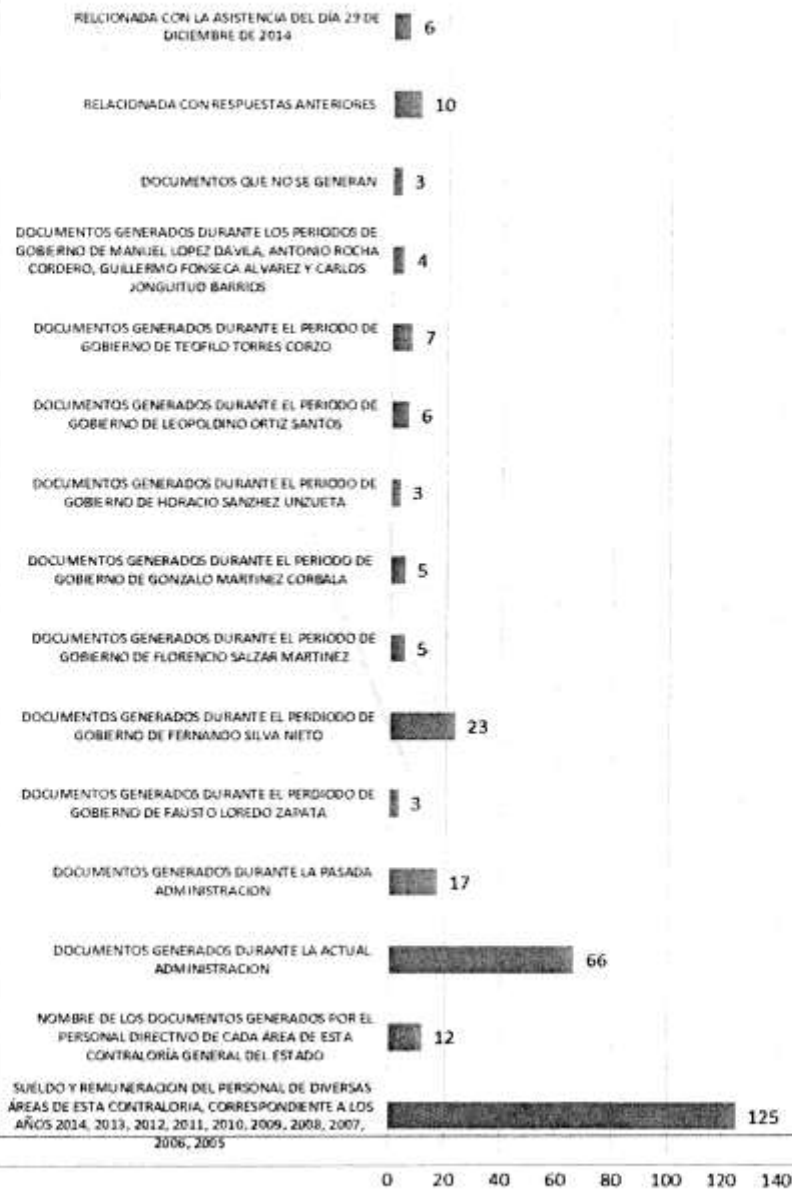 RELCIONADA CON LA ASISTENCIA DEL DÍA 29 DE
DICIEMBRE DE 2014
6
RELACIONADA CON RESPUESTAS ANTERIORES
10
DOCUMENTOS QUE NO SE GENERAN
3
DOCUMENTOS GENERADOS DURANTE LOS PERIODOS DE
GOBIERNO DE MANUEL LOPEZ DAVILA, ANTONIO ROCHA
CORDERO, GUILLERMO FONSECA ALVAREZ Y CARLOS
JONGUITUD BARRIOS
4
DOCUMENTOS GENERADOS DURANTE EL PERIODO DE
GOBIERNO DE TEOFILO TORRES CORZO
7
DOCUMENTOS GENERADOS DURANTE EL PERIODO DE
GOBIERNO DE LEOPOLDINO ORTIZ SANTOS
6
DOCUMENTOS GENERADOS DURANTE EL PERIODO DE
GOBIERNO DE HORACIO SANZHEZ UNZUETA
3
DOCUMENTOS GENERADOS DURANTE EL PERIODO DE
GOBIERNO DE GONZALO MARTINEZ CORBALA
5
DOCUMENTOS GENERADOS DURANTE EL PERIODO DE
GOBIERNO DE FLORENCIO SALZAR MARTINEZ
5
DOCUMENTOS GENERADOS DURANTE EL PERDIODO DE
GOBIERNO DE FERNANDO SILVA NIETO
23
DOCUMENTOS GENERADOS DURANTE EL PERDIODO DE
GOBIERNO DE FAUSTO LOREDO ZAPATA
3
DOCUMENTOS GENERADOS DURANTE LA PASADA
ADMINISTRACION
17
DOCUMENTOS GENERADOS DURANTE LA ACTUAL
ADMINISTRACION
66
NOMBRE DE LOS DOCUMENTOS GENERADOS POR EL
PERSONAL DIRECTIVO DE CADA ÁREA DE ESTA
CONTRALORÍA GENERAL DEL ESTADO
12
SUELDO Y REMUNERACION DEL PERSONAL DE DIVERSAS
ÁREAS DE ESTA CONTRALORIA, CORRESPONDIENTE A LOS
AÑOS 2014, 2013, 2012, 2011, 2010, 2009, 2008, 2007,
2006, 2005
125
0 20 40 60 80 100 120 140